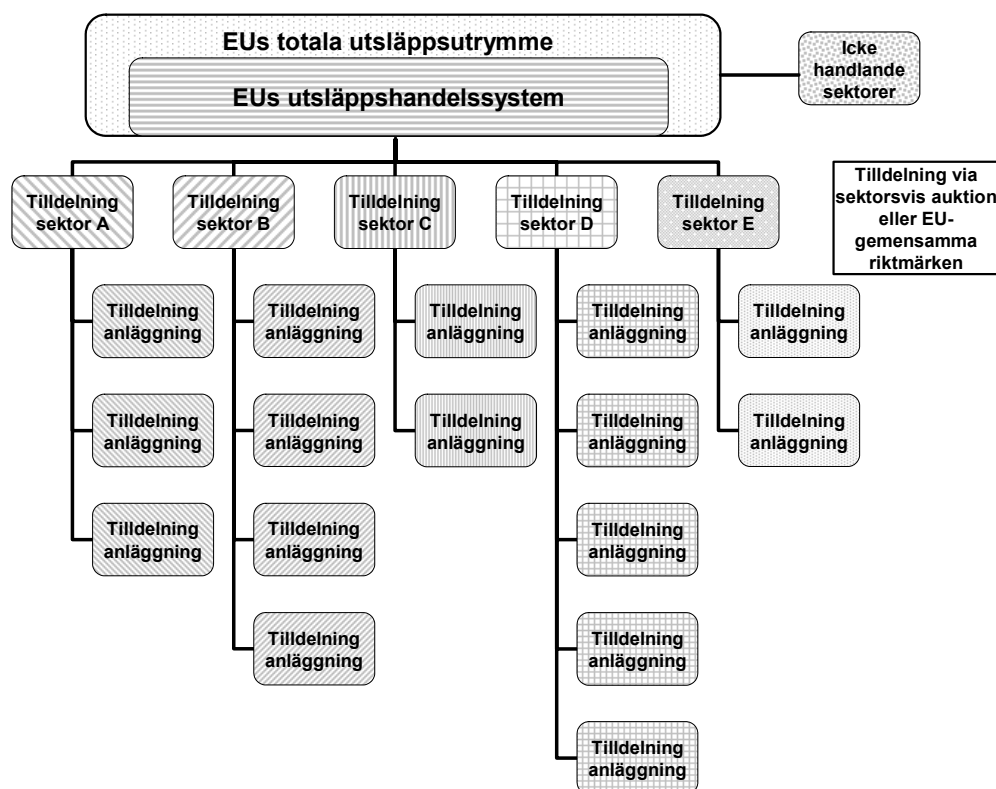 EUs totala utsläppsutrymme
EUs utsläppshandelssystem
Icke
handlande
sektorer
Tilldelning
sektor A
Tilldelning
sektor B
Tilldelning
sektor C
Tilldelning
sektor D
Tilldelning
sektor E
Tilldelning via
sektorsvis auktion
eller EU-
gemensamma
riktmärken
Tilldelning
anläggning
Tilldelning
anläggning
Tilldelning
anläggning
Tilldelning
anläggning
Tilldelning
anläggning
Tilldelning
anläggning
Tilldelning
anläggning
Tilldelning
anläggning
Tilldelning
anläggning
Tilldelning
anläggning
Tilldelning
anläggning
Tilldelning
anläggning
Tilldelning
anläggning
Tilldelning
anläggning
Tilldelning
anläggning
Tilldelning
anläggning